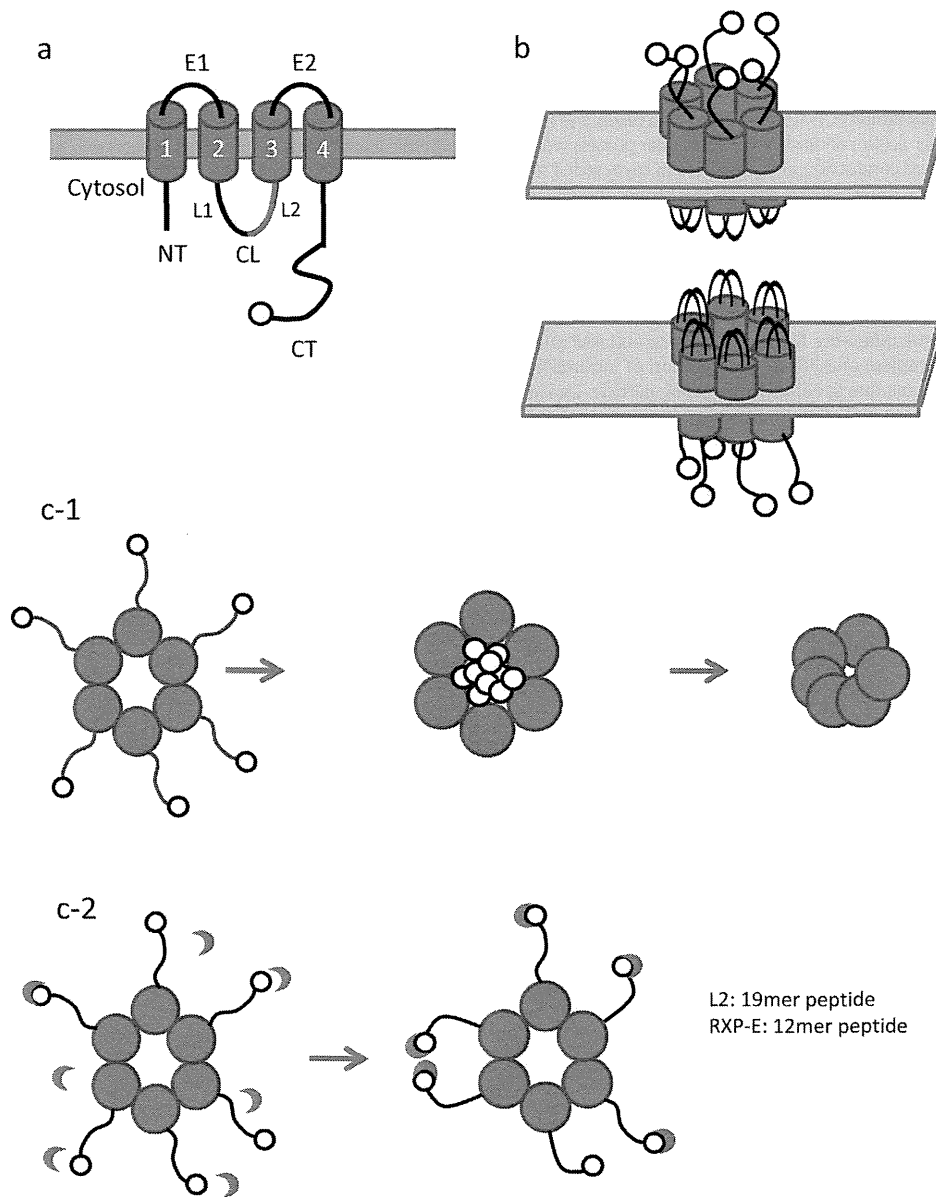 a
E1
E2
1
2
3
4
Cytosol
L1
L2
NT
CL
CT
b
c-1
c-2
L2: 19mer peptide
RXP-E: 12mer peptide